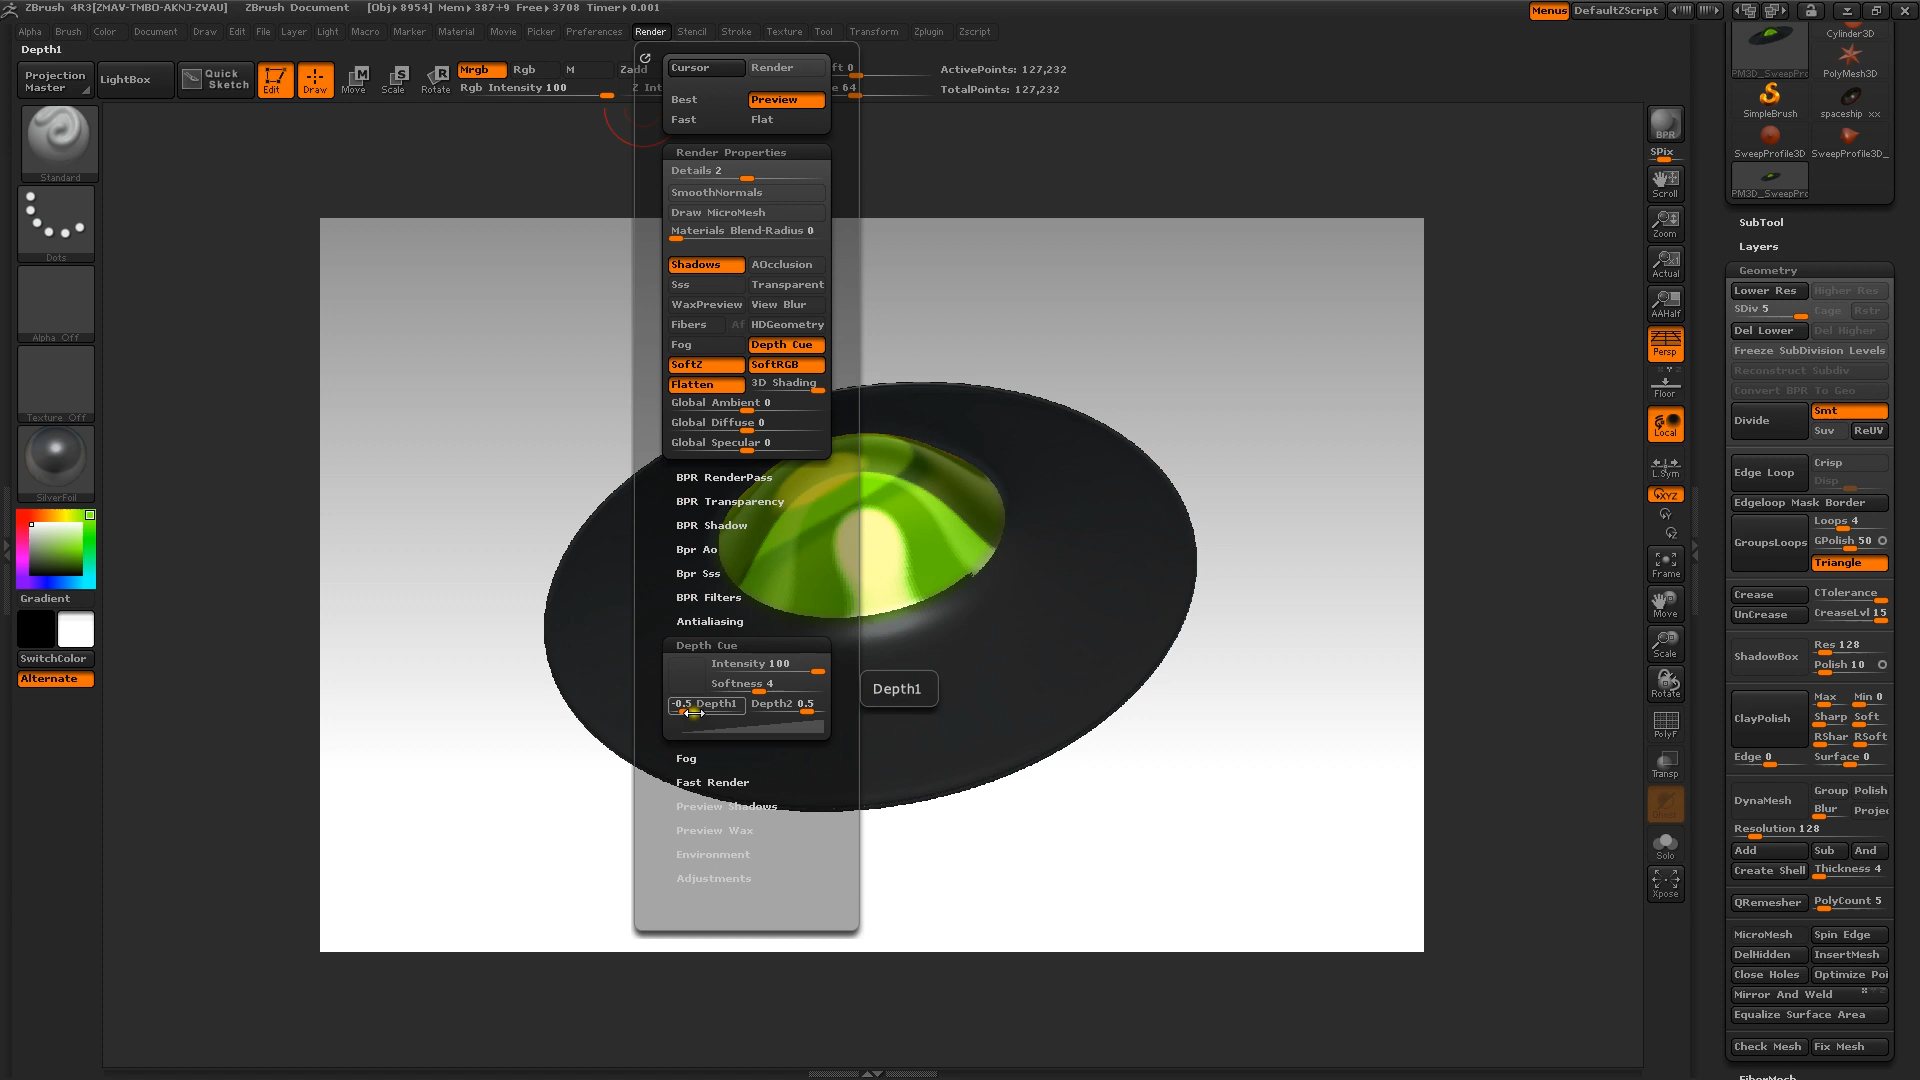 ZBrush 4R3[ZMAV-TMBO-AKNJ-ZVAU] ZBrush Document [Obj▸8954] Mem▸387+9 Free▸3708 Timer▸0.001 Menus DefaultZScript
Alpha Brush Color Document Draw Edit File Layer Light Macro Marker Material Movie Picker Preferences Render Stencil Stroke Texture Tool Transform Zplugin Zscript
Depth1
Projection Master
LightBox
Quick Sketch
Edit
Draw
Move
Scale
Rotate
Mrgb Rgb M Zadd
Rgb Intensity 100
Z Int
ft 0
e 64
ActivePoints: 127,232
TotalPoints: 127,232
Standard
Dots
Alpha Off
Texture Off
SilverFoil
Gradient
SwitchColor
Alternate
Cursor Render
Best Preview
Fast Flat
Render Properties
Details 2
SmoothNormals
Draw MicroMesh
Materials Blend-Radius 0
Shadows AOcclusion
Sss Transparent
WaxPreview View Blur
Fibers Af HDGeometry
Fog Depth Cue
SoftZ SoftRGB
Flatten 3D Shading
Global Ambient 0
Global Diffuse 0
Global Specular 0
BPR RenderPass
BPR Transparency
BPR Shadow
Bpr Ao
Bpr Sss
BPR Filters
Antialiasing
Depth Cue
Intensity 100
Softness 4
-0.5 Depth1 Depth2 0.5
Depth1
Fog
Fast Render
Preview Shadows
Preview Wax
Environment
Adjustments
BPR
SPix
Scroll
Zoom
Actual
AAHalf
Persp
Floor
Local
L.Sym
XYZ
Frame
Move
Scale
Rotate
PolyF
Transp
Solo
Xpose
Cylinder3D
PM3D_SweepPro PolyMesh3D
SimpleBrush spaceship xx
SweepProfile3D SweepProfile3D_
PM3D_SweepPro
SubTool
Layers
Geometry
Lower Res Higher Res
SDiv 5 Cage Rstr
Del Lower Del Higher
Freeze SubDivision Levels
Reconstruct Subdiv
Convert BPR To Geo
Divide Smt
Suv ReUV
Edge Loop Crisp
Disp
Edgeloop Mask Border
GroupsLoops Loops 4
GPolish 50
Triangle
Crease CTolerance
UnCrease CreaseLvl 15
ShadowBox Res 128
Polish 10
ClayPolish Max Min 0
Sharp Soft
RShar RSoft
Edge 0 Surface 0
DynaMesh Group Polish
Blur Projec
Resolution 128
Add Sub And
Create Shell Thickness 4
QRemesher PolyCount 5
MicroMesh Spin Edge
DelHidden InsertMesh
Close Holes Optimize Poi
Mirror And Weld
Equalize Surface Area
Check Mesh Fix Mesh
FiberMesh